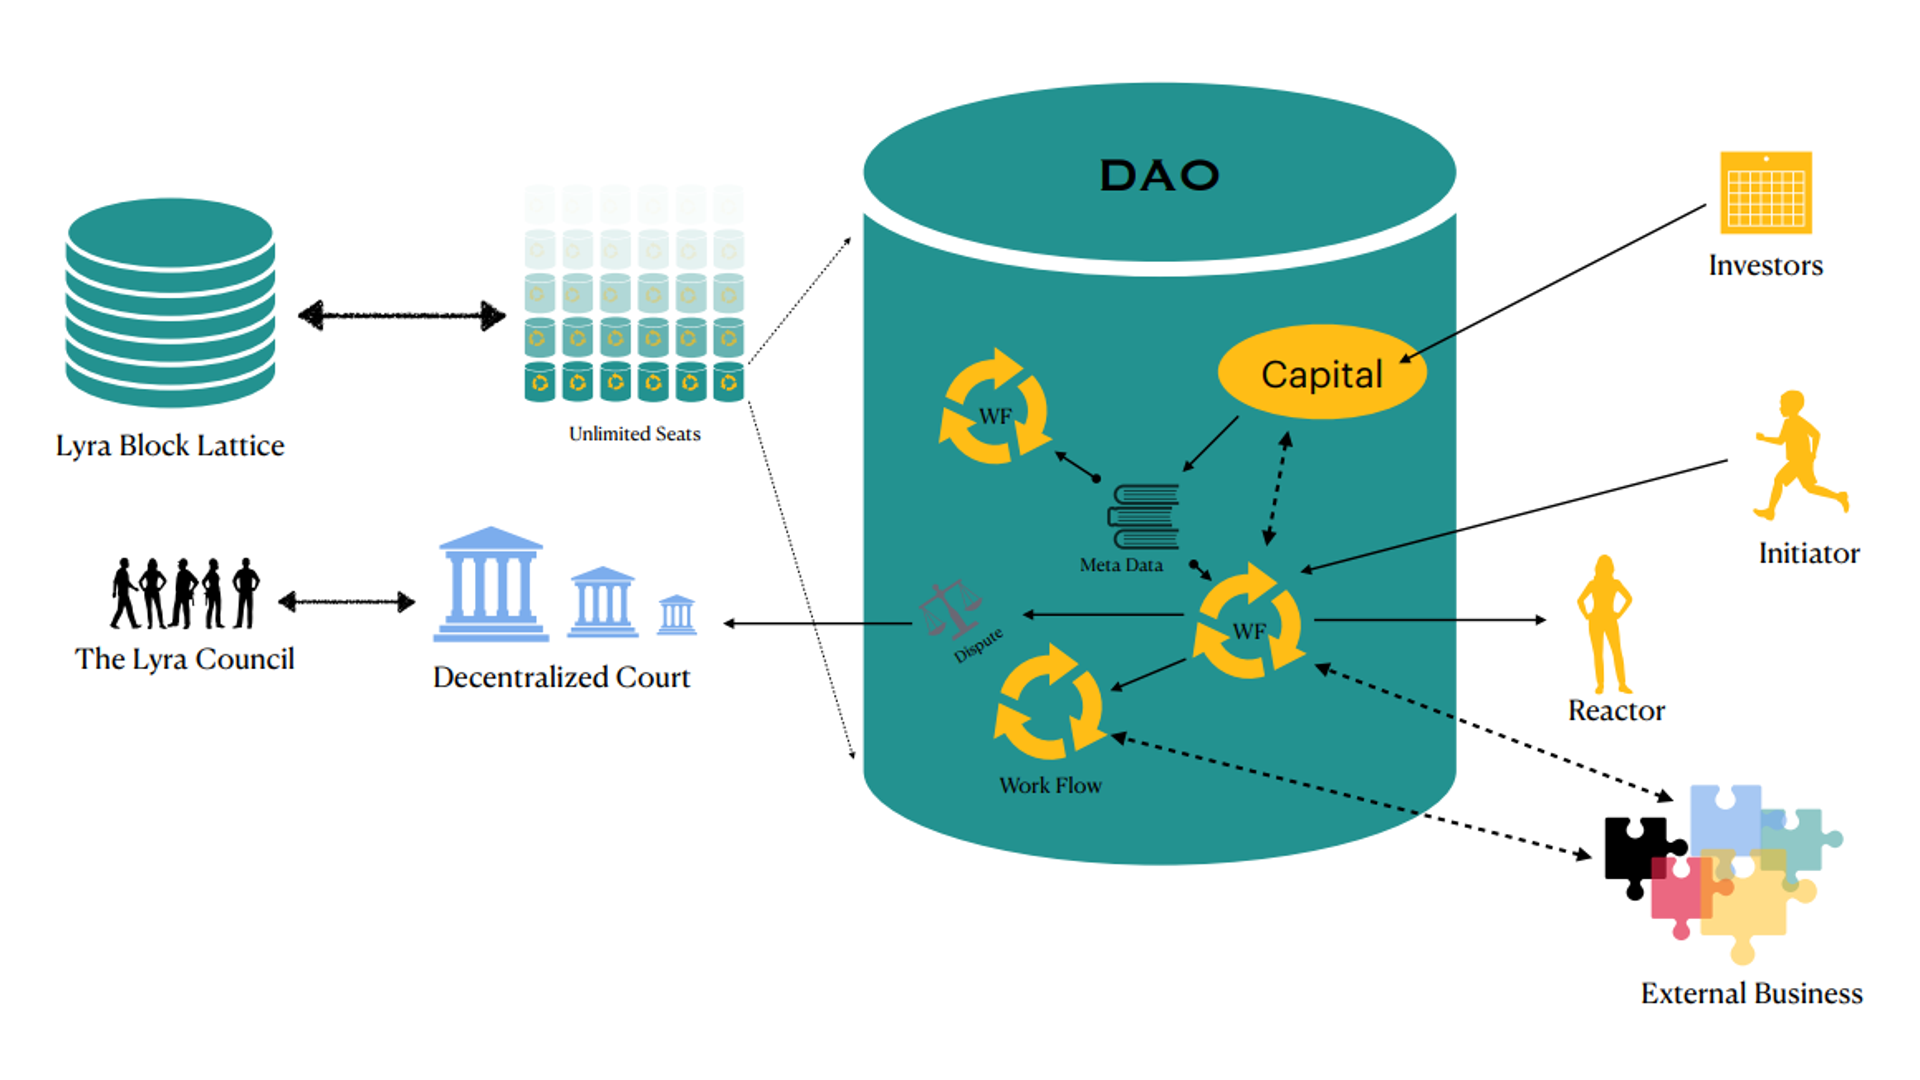 DAO
Investors
Capital
WF
Lyra Block Lattice
Unlimited Seats
Initiator
Meta Data
WF
Dispute
The Lyra Council
Decentralized Court
Reactor
Work Flow
External Business